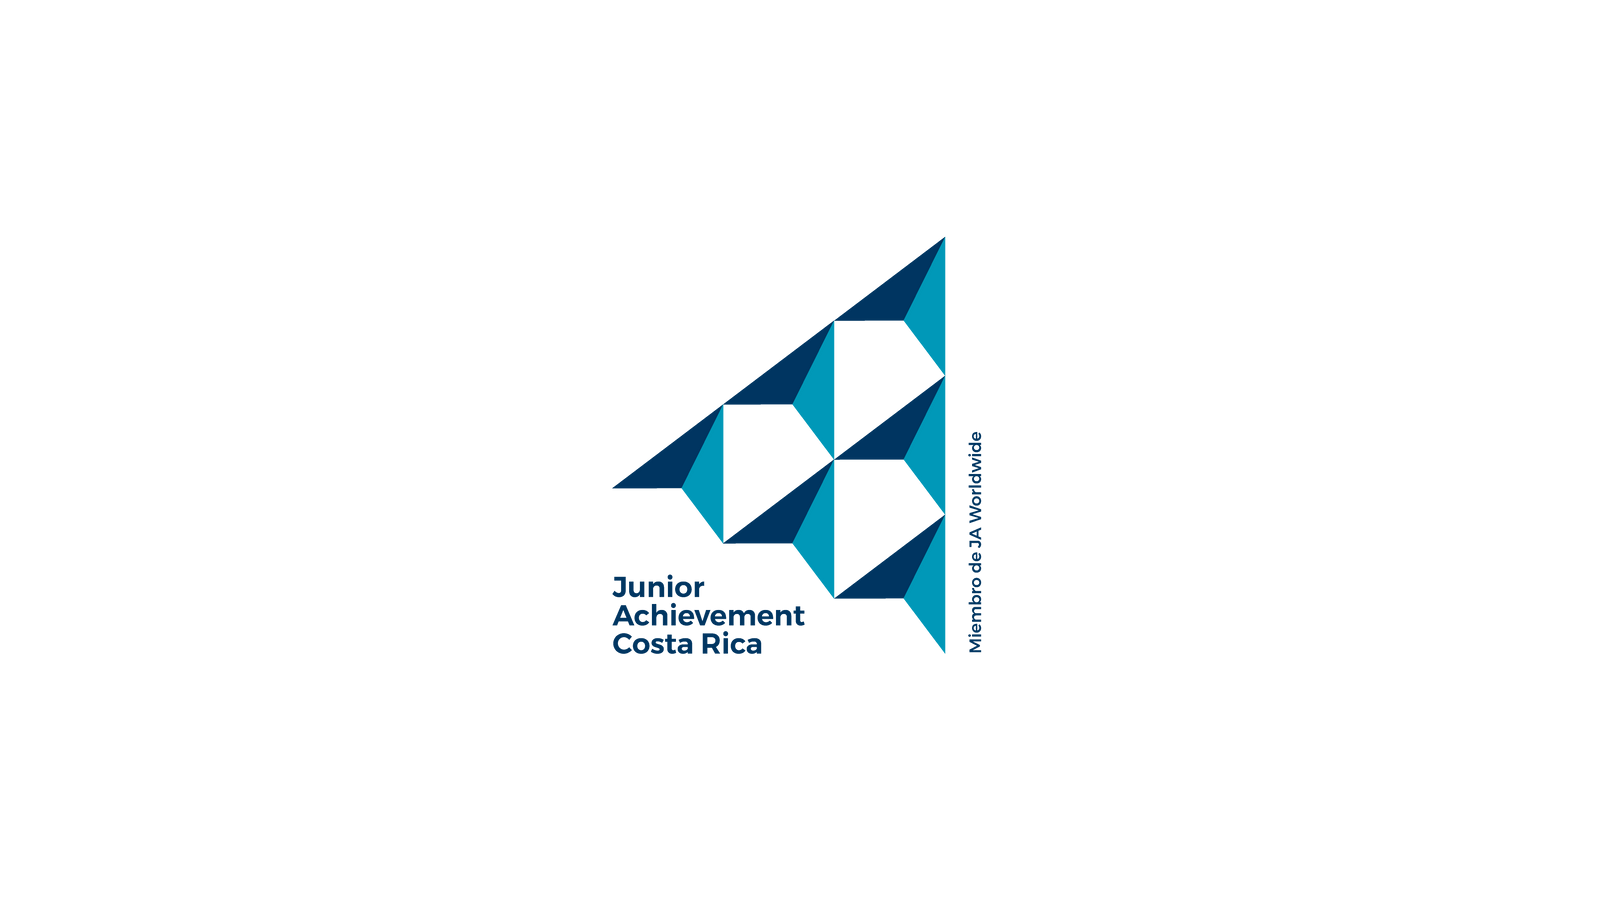 Junior
Achievement
Costa Rica
Miembro de JA Worldwide